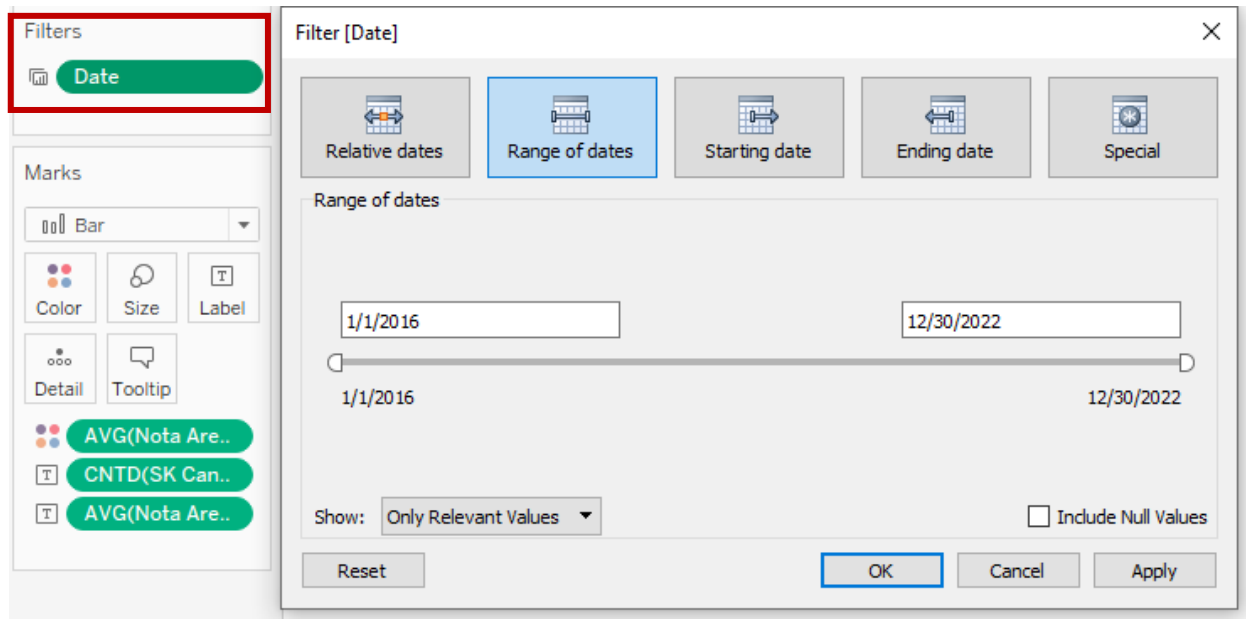 Filters
Date
Marks
Bar
Color Size Label
Detail Tooltip
AVG(Nota Are..
CNTD(SK Can..
AVG(Nota Are..
Filter [Date]
Relative dates Range of dates Starting date Ending date Special
Range of dates
1/1/2016 12/30/2022
1/1/2016 12/30/2022
Show: Only Relevant Values Include Null Values
Reset OK Cancel Apply